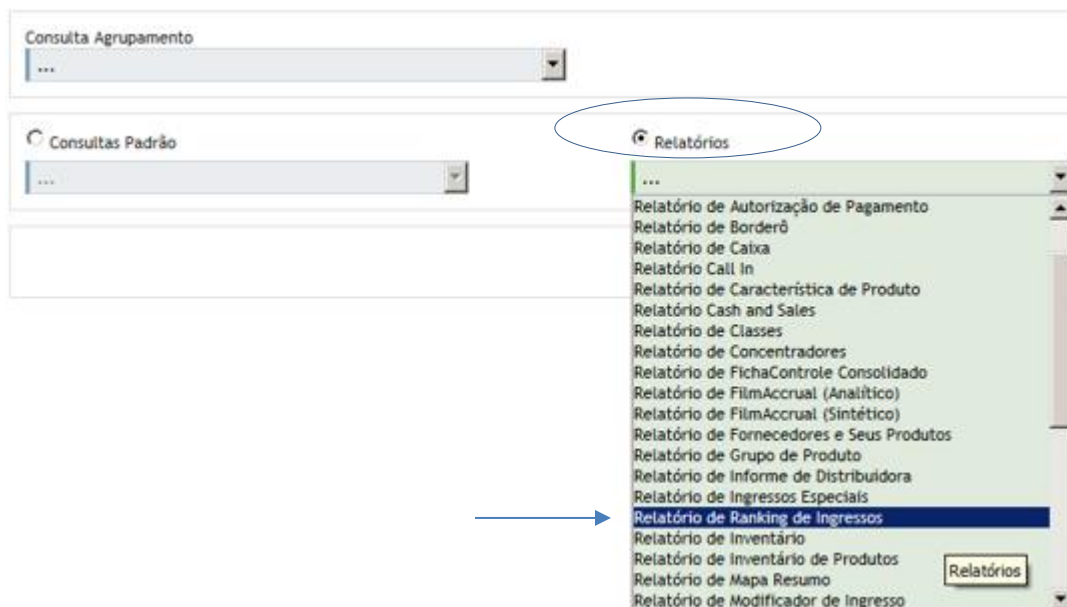 Consulta Agrupamento
...
Consultas Padrão
...
Relatórios
...
Relatório de Autorização de Pagamento
Relatório de Borderô
Relatório de Caixa
Relatório Call In
Relatório de Característica de Produto
Relatório Cash and Sales
Relatório de Classes
Relatório de Concentradores
Relatório de FichaControle Consolidado
Relatório de FilmAccrual (Analítico)
Relatório de FilmAccrual (Sintético)
Relatório de Fornecedores e Seus Produtos
Relatório de Grupo de Produto
Relatório de Informe de Distribuidora
Relatório de Ingressos Especiais
Relatório de Ranking de Ingressos
Relatório de Inventário
Relatório de Inventário de Produtos
Relatórios
Relatório de Mapa Resumo
Relatório de Modificador de Ingresso